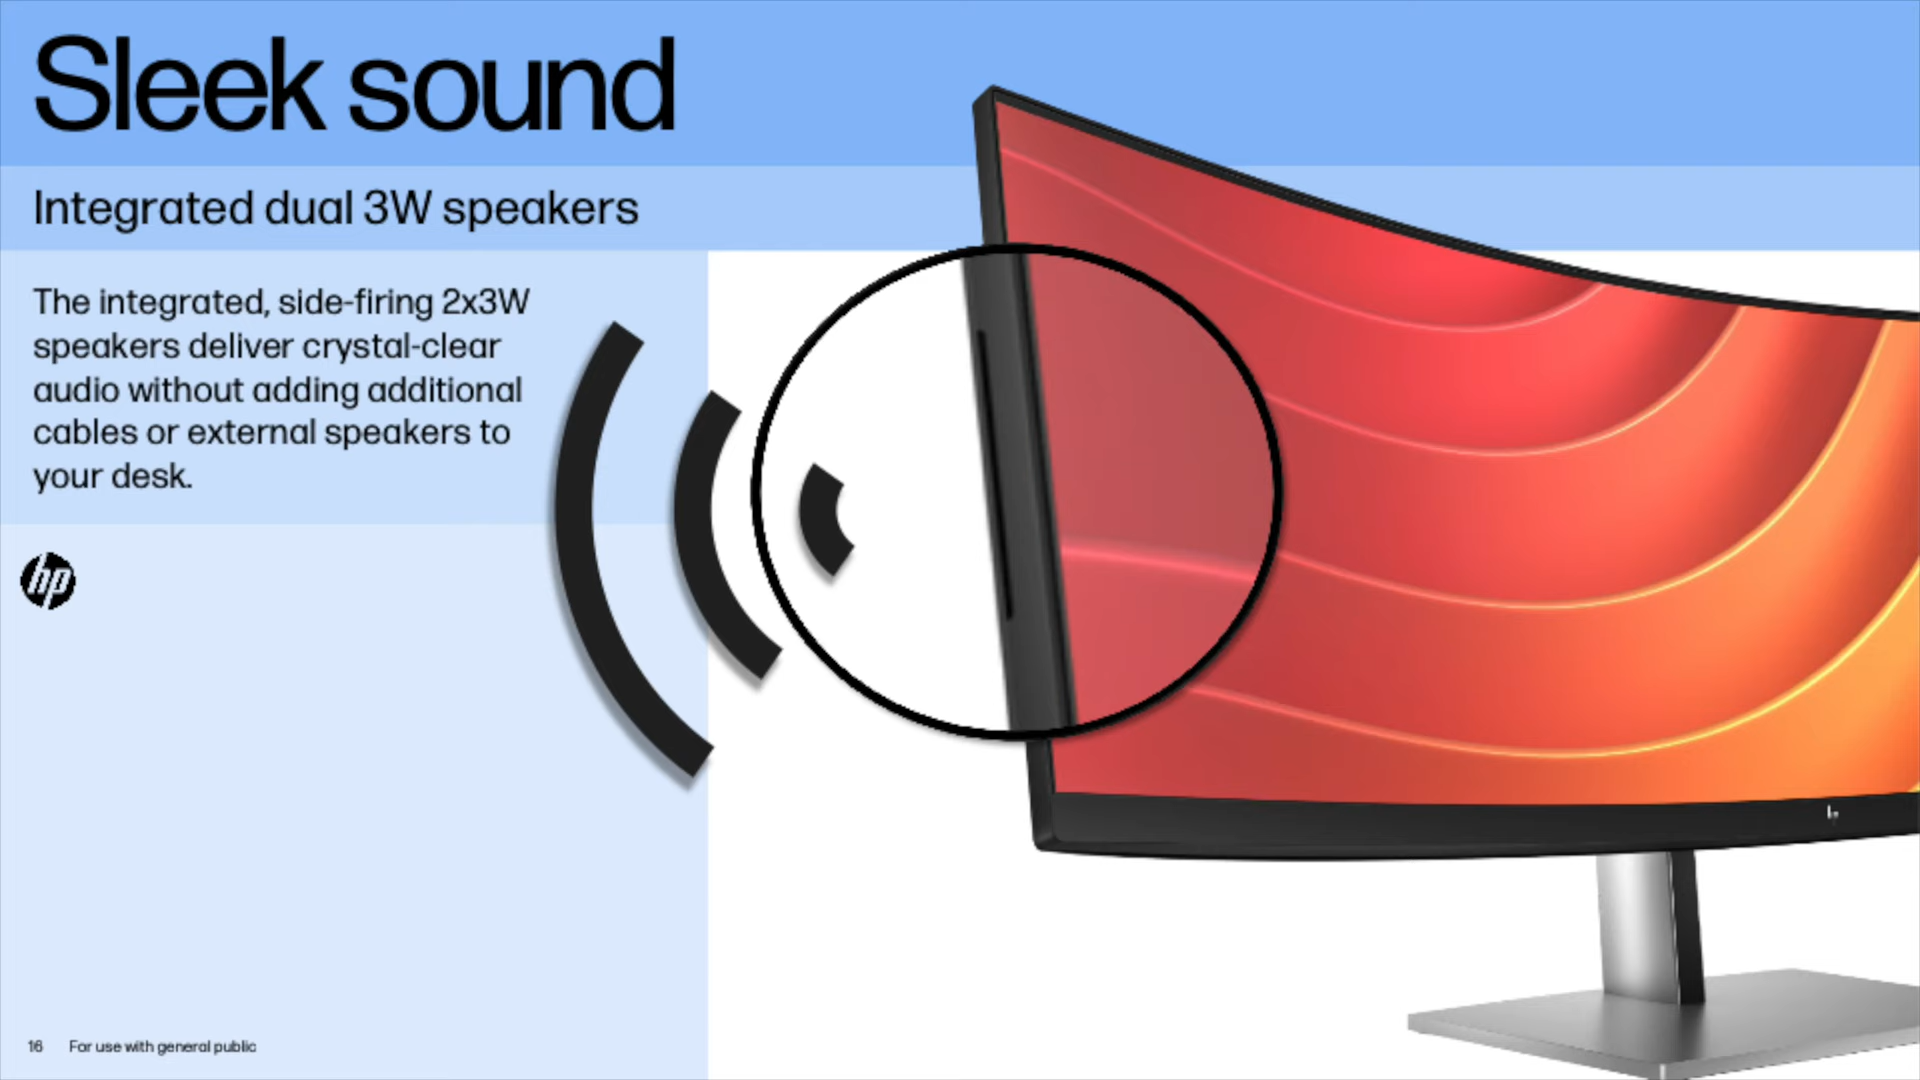 Sleek sound
Integrated dual 3W speakers
The integrated, side-firing 2x3W
speakers deliver crystal-clear
audio without adding additional
cables or external speakers to
your desk.
hp
16 For use with general public